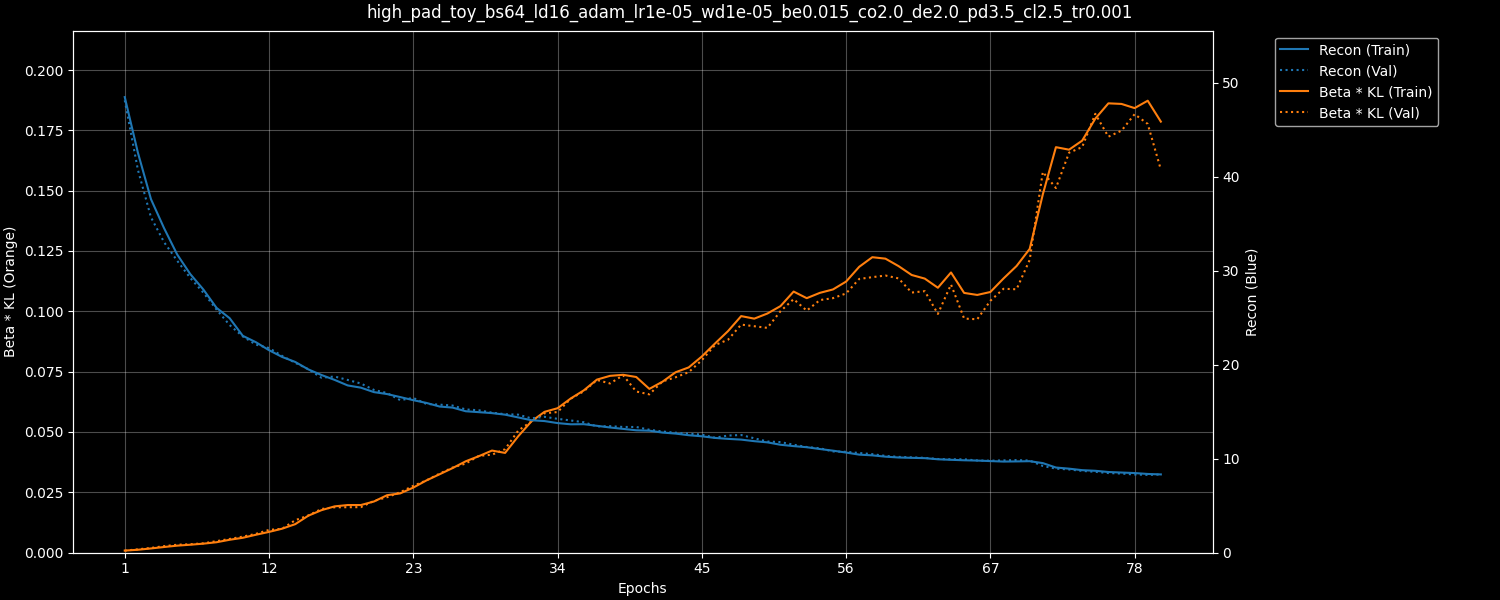 high_pad_toy_bs64_ld16_adam_lr1e-05_wd1e-05_be0.015_co2.0_de2.0_pd3.5_cl2.5_tr0.001
Beta * KL (Orange)
0.200
0.175
0.150
0.125
0.100
0.075
0.050
0.025
0.000
1 12 23 34 45 56 67 78
Epochs
50
40
30
20
10
0
Recon (Blue)
Recon (Train)
Recon (Val)
Beta * KL (Train)
Beta * KL (Val)